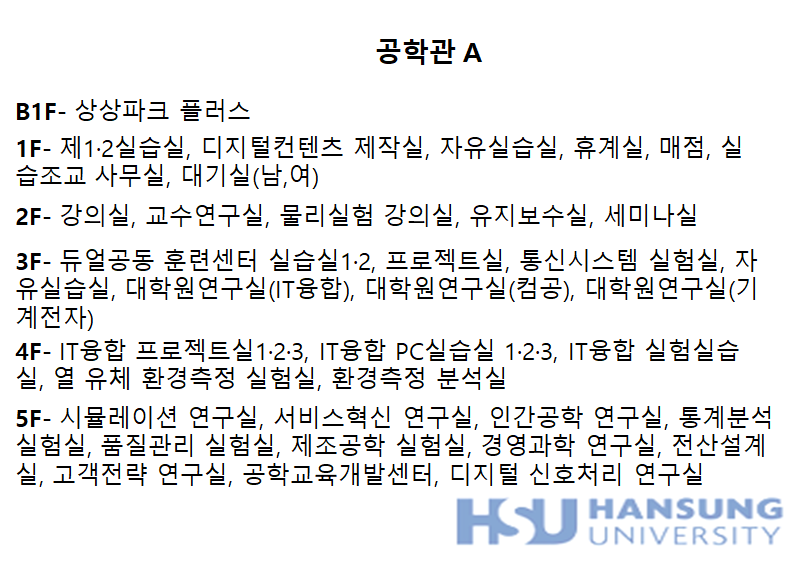 공학관 A
B1F- 상상파크 플러스
1F- 제1·2실습실, 디지털컨텐츠 제작실, 자유실습실, 휴계실, 매점, 실
습조교 사무실, 대기실(남,여)
2F- 강의실, 교수연구실, 물리실험 강의실, 유지보수실, 세미나실
3F- 듀얼공동 훈련센터 실습실1·2, 프로젝트실, 통신시스템 실험실, 자
유실습실, 대학원연구실(IT융합), 대학원연구실(컴공), 대학원연구실(기
계전자)
4F- IT융합 프로젝트실1·2·3, IT융합 PC실습실 1·2·3, IT융합 실험실습
실, 열 유체 환경측정 실험실, 환경측정 분석실
5F- 시뮬레이션 연구실, 서비스혁신 연구실, 인간공학 연구실, 통계분석
실험실, 품질관리 실험실, 제조공학 실험실, 경영과학 연구실, 전산설계
실, 고객전략 연구실, 공학교육개발센터, 디지털 신호처리 연구실
HSU HANSUNG
UNIVERSITY